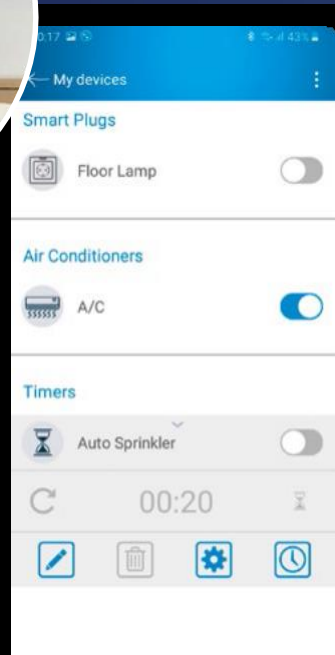 0:17
43%
My devices
Smart Plugs
Floor Lamp
Air Conditioners
A/C
Timers
Auto Sprinkler
00:20